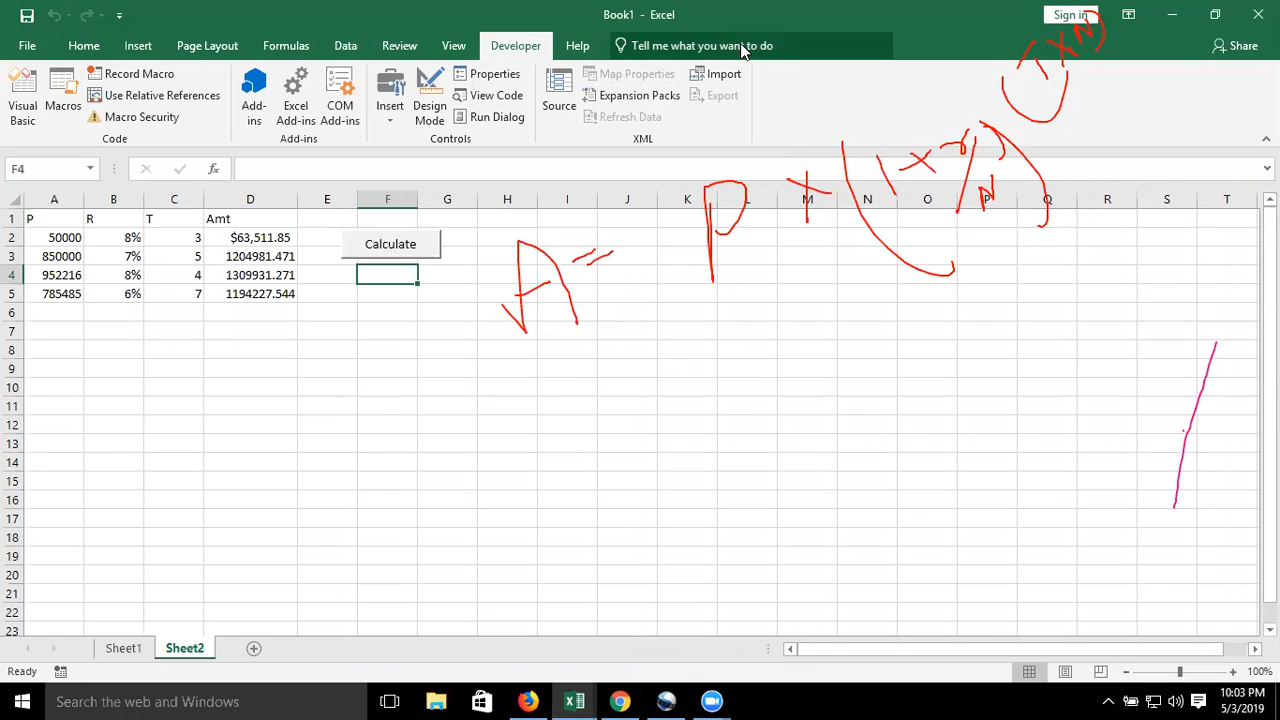 Book1 - Excel
Sign in
File Home Insert Page Layout Formulas Data Review View Developer Help Tell me what you want to do Share
Visual Basic
Macros
Record Macro
Use Relative References
Macro Security
Code
Add-ins
Excel Add-ins
COM Add-ins
Add-ins
Insert
Design Mode
Properties
View Code
Run Dialog
Controls
Source
Map Properties
Expansion Packs
Refresh Data
Import
Export
XML
F4 fx
A B C D E F G H I J K L M N O P Q R S T
1 P R T Amt
2 50000 8% 3 $63,511.85 Calculate
3 850000 7% 5 1204981.471
4 952216 8% 4 1309931.271
5 785485 6% 7 1194227.544
6
7
8
9
10
11
12
13
14
15
16
17
18
19
20
21
22
23
A = P
N
Sheet1 Sheet2
Ready 100%
Search the web and Windows
10:03 PM
5/3/2019